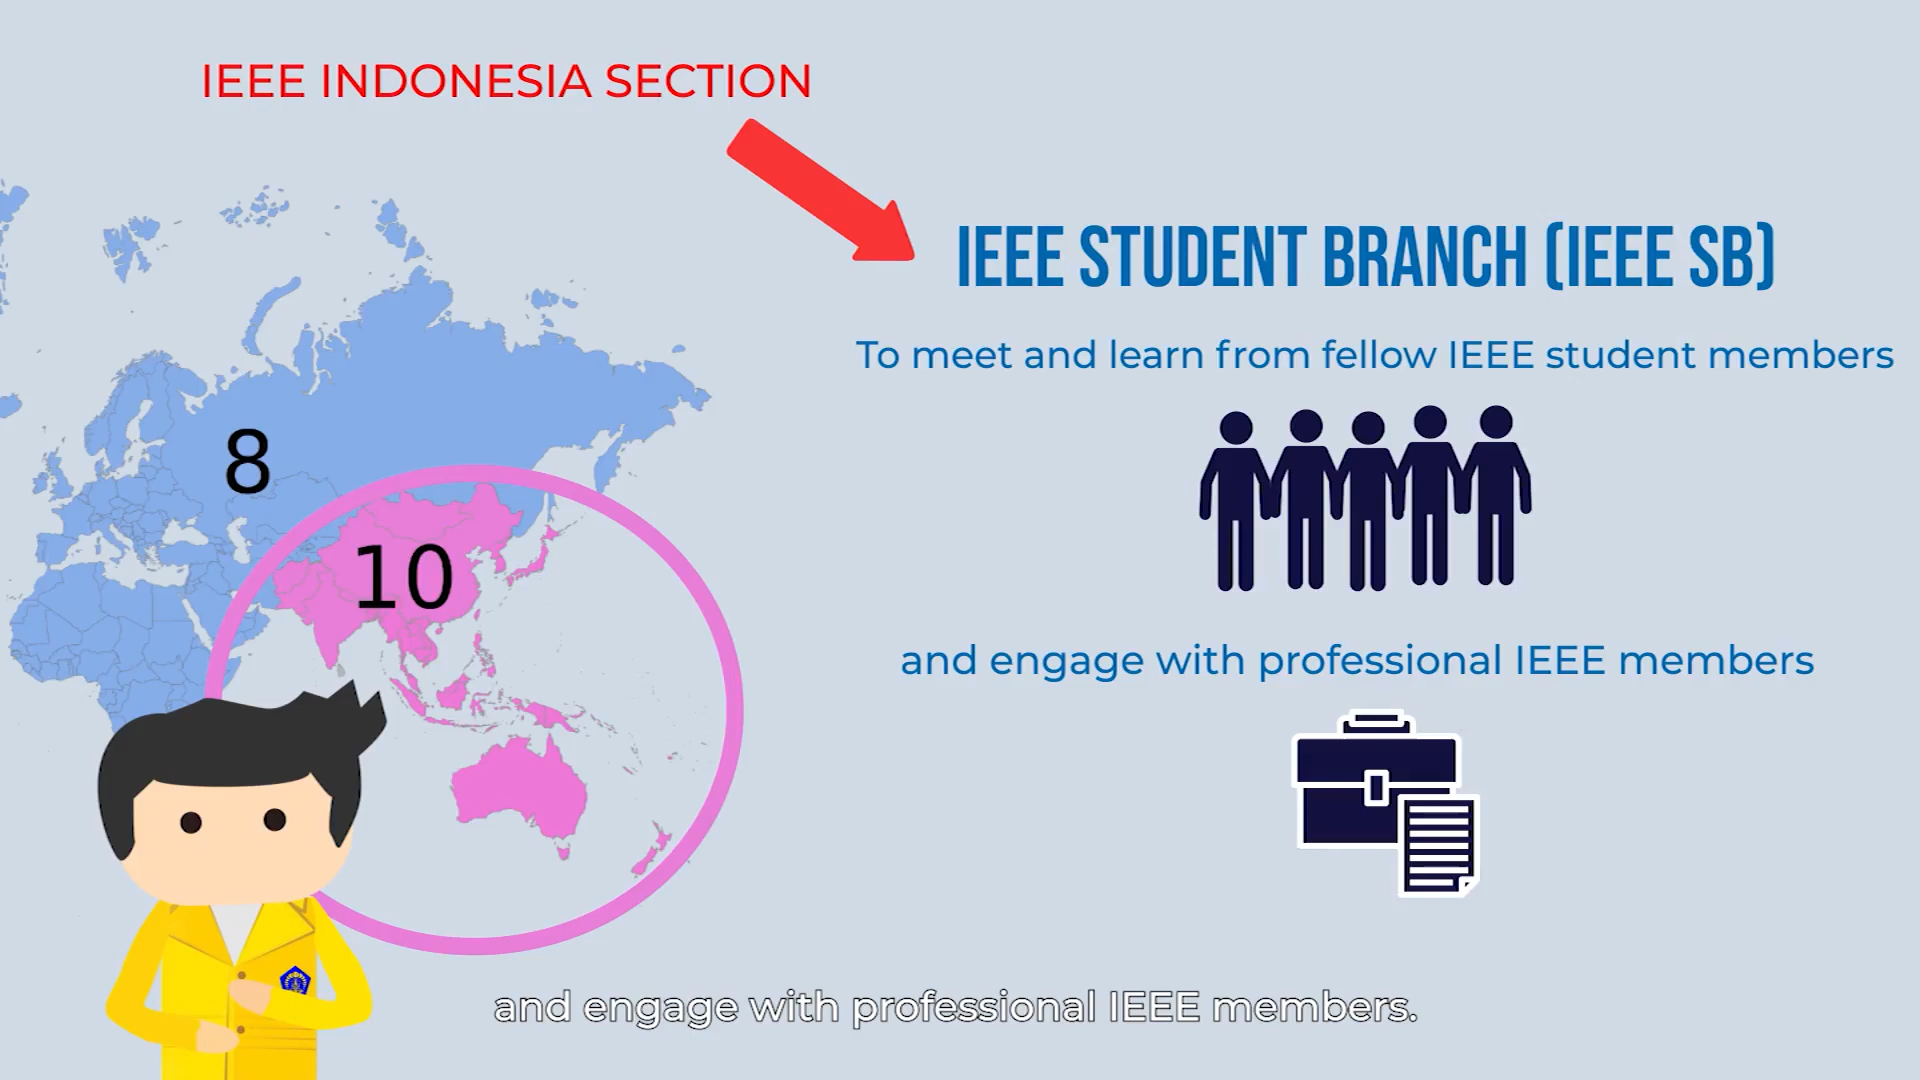 IEEE INDONESIA SECTION
IEEE STUDENT BRANCH (IEEE SB)
To meet and learn from fellow IEEE student members
8
10
and engage with professional IEEE members
and engage with professional IEEE members.